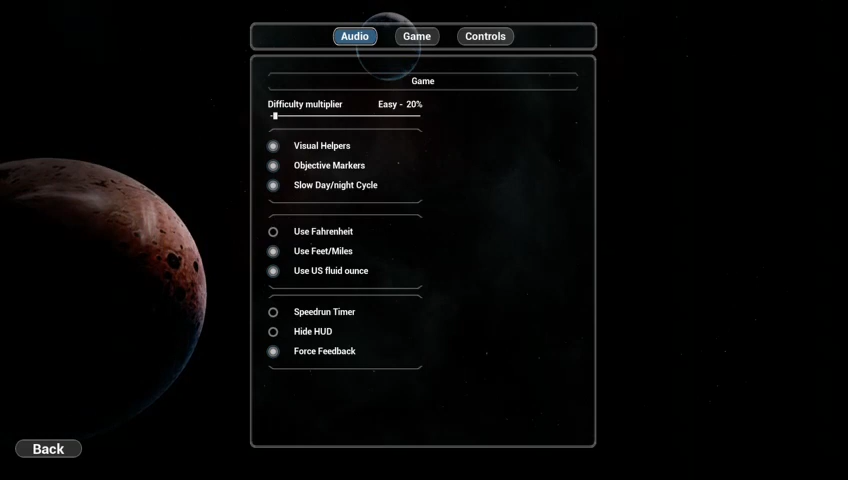 Audio Game Controls
Game
Difficulty multiplier Easy - 20%
Visual Helpers
Objective Markers
Slow Day/night Cycle
Use Fahrenheit
Use Feet/Miles
Use US fluid ounce
Speedrun Timer
Hide HUD
Force Feedback
Back